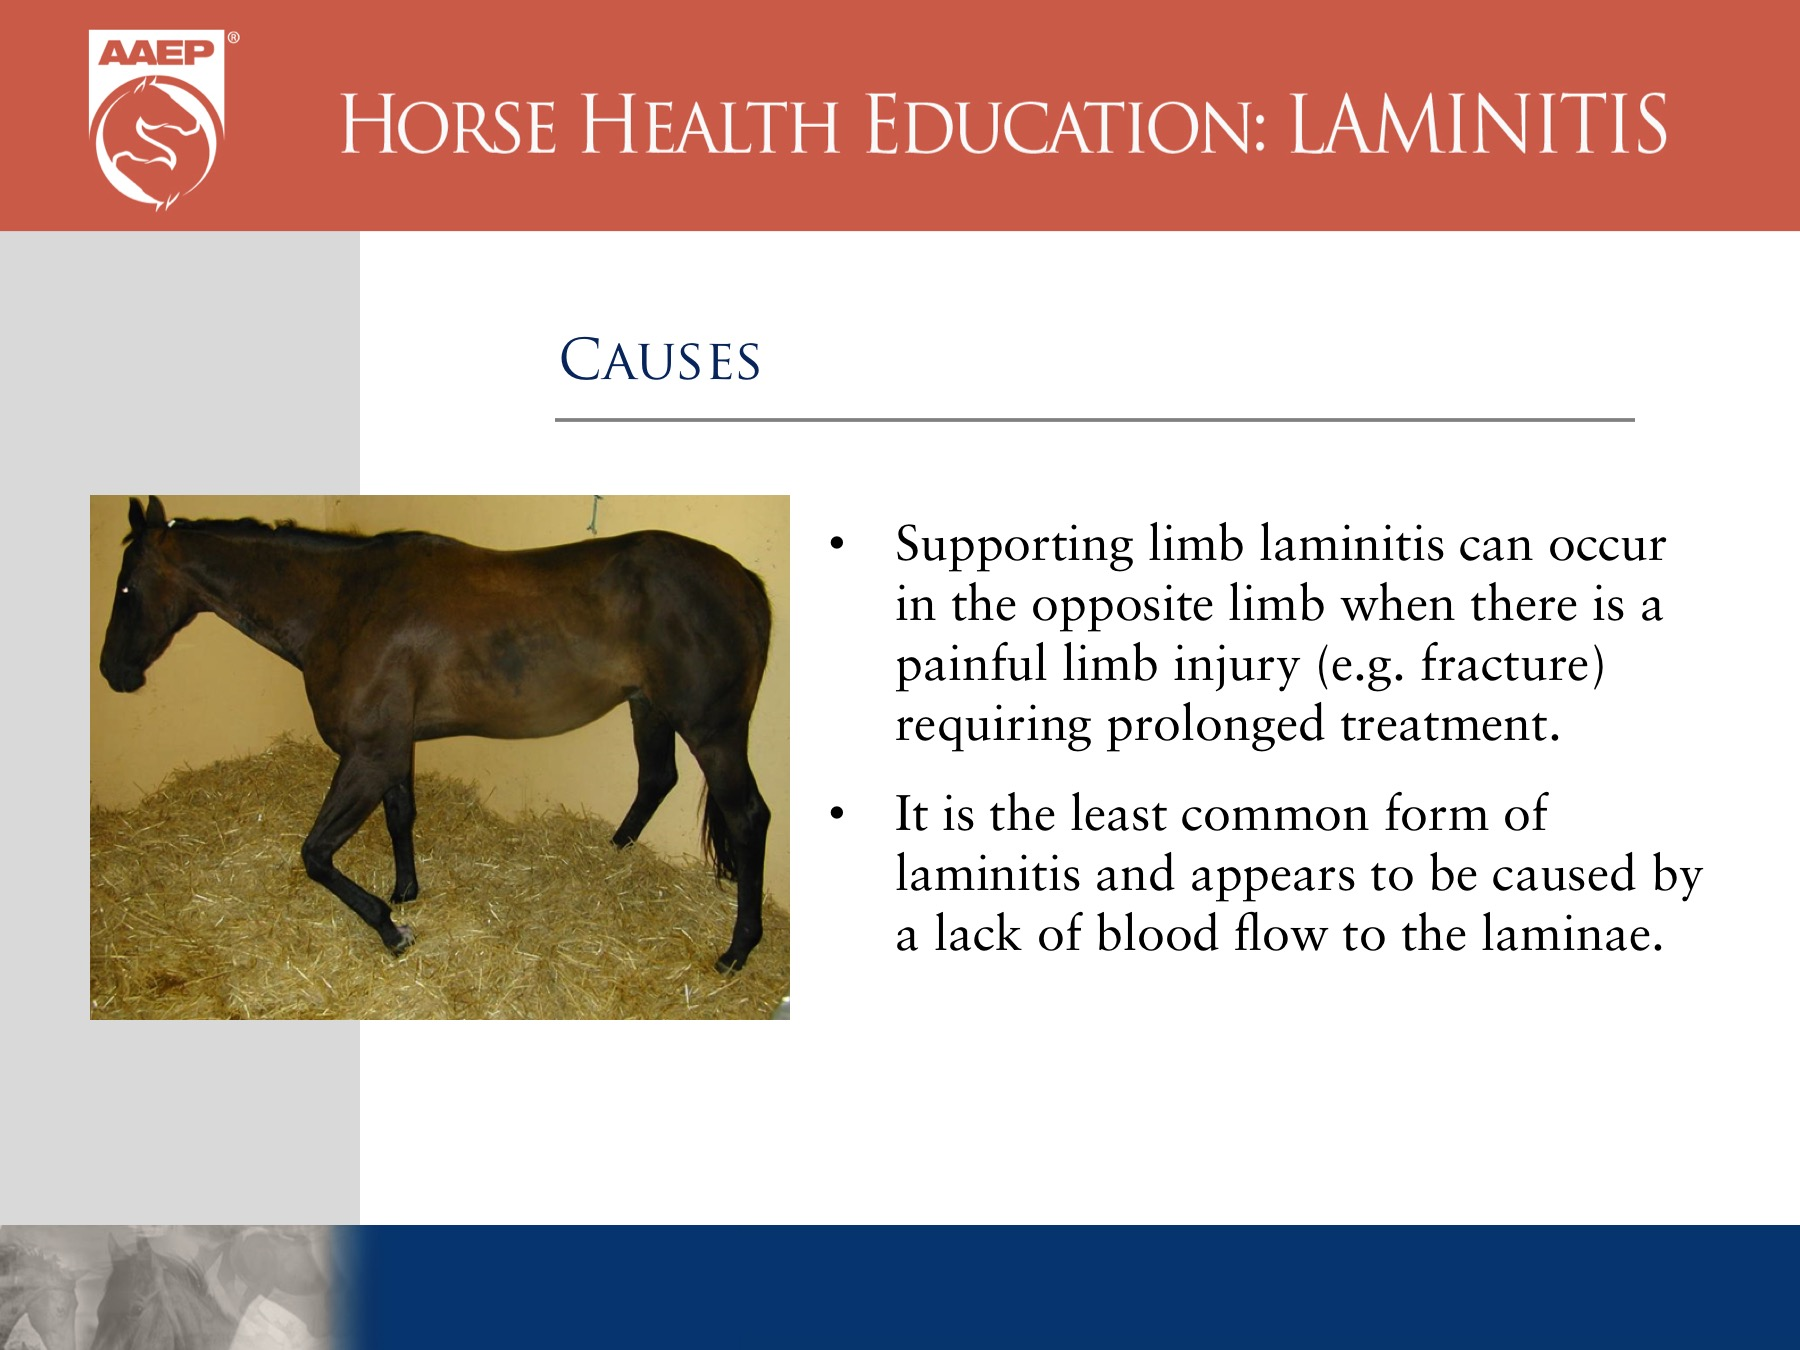 AAEP®
HORSE HEALTH EDUCATION: LAMINITIS
CAUSES
• Supporting limb laminitis can occur
in the opposite limb when there is a
painful limb injury (e.g. fracture)
requiring prolonged treatment.
• It is the least common form of
laminitis and appears to be caused by
a lack of blood flow to the laminae.